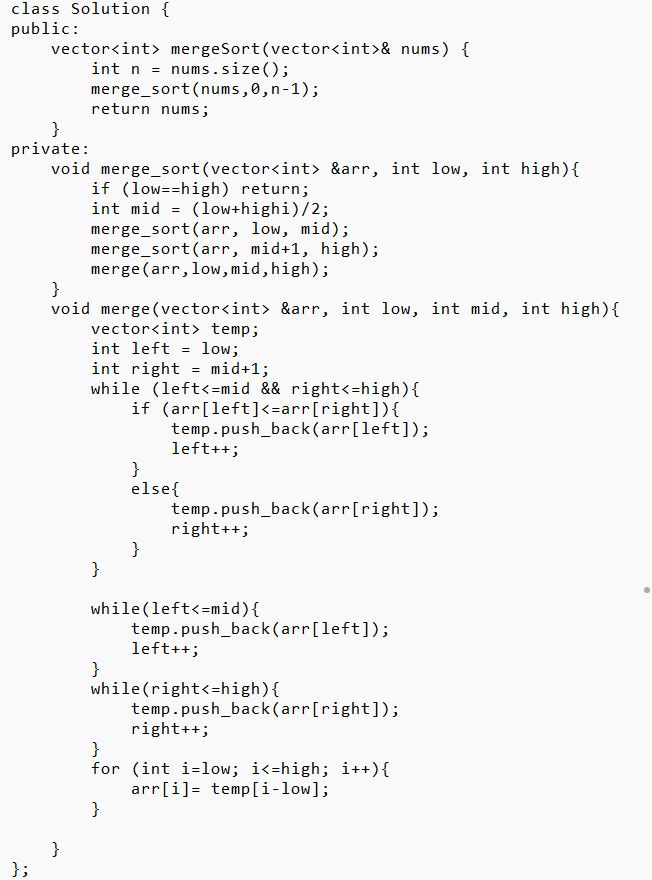 class Solution {
public:
    vector<int> mergeSort(vector<int>& nums) {
        int n = nums.size();
        merge_sort(nums,0,n-1);
        return nums;
    }
private:
    void merge_sort(vector<int> &arr, int low, int high){
        if (low==high) return;
        int mid = (low+highi)/2;
        merge_sort(arr, low, mid);
        merge_sort(arr, mid+1, high);
        merge(arr,low,mid,high);
    }
    void merge(vector<int> &arr, int low, int mid, int high){
        vector<int> temp;
        int left = low;
        int right = mid+1;
        while (left<=mid && right<=high){
            if (arr[left]<=arr[right]){
                temp.push_back(arr[left]);
                left++;
            }
            else{
                temp.push_back(arr[right]);
                right++;
            }
        }

        while(left<=mid){
            temp.push_back(arr[left]);
            left++;
        }
        while(right<=high){
            temp.push_back(arr[right]);
            right++;
        }
        for (int i=low; i<=high; i++){
            arr[i]= temp[i-low];
        }

    }
};